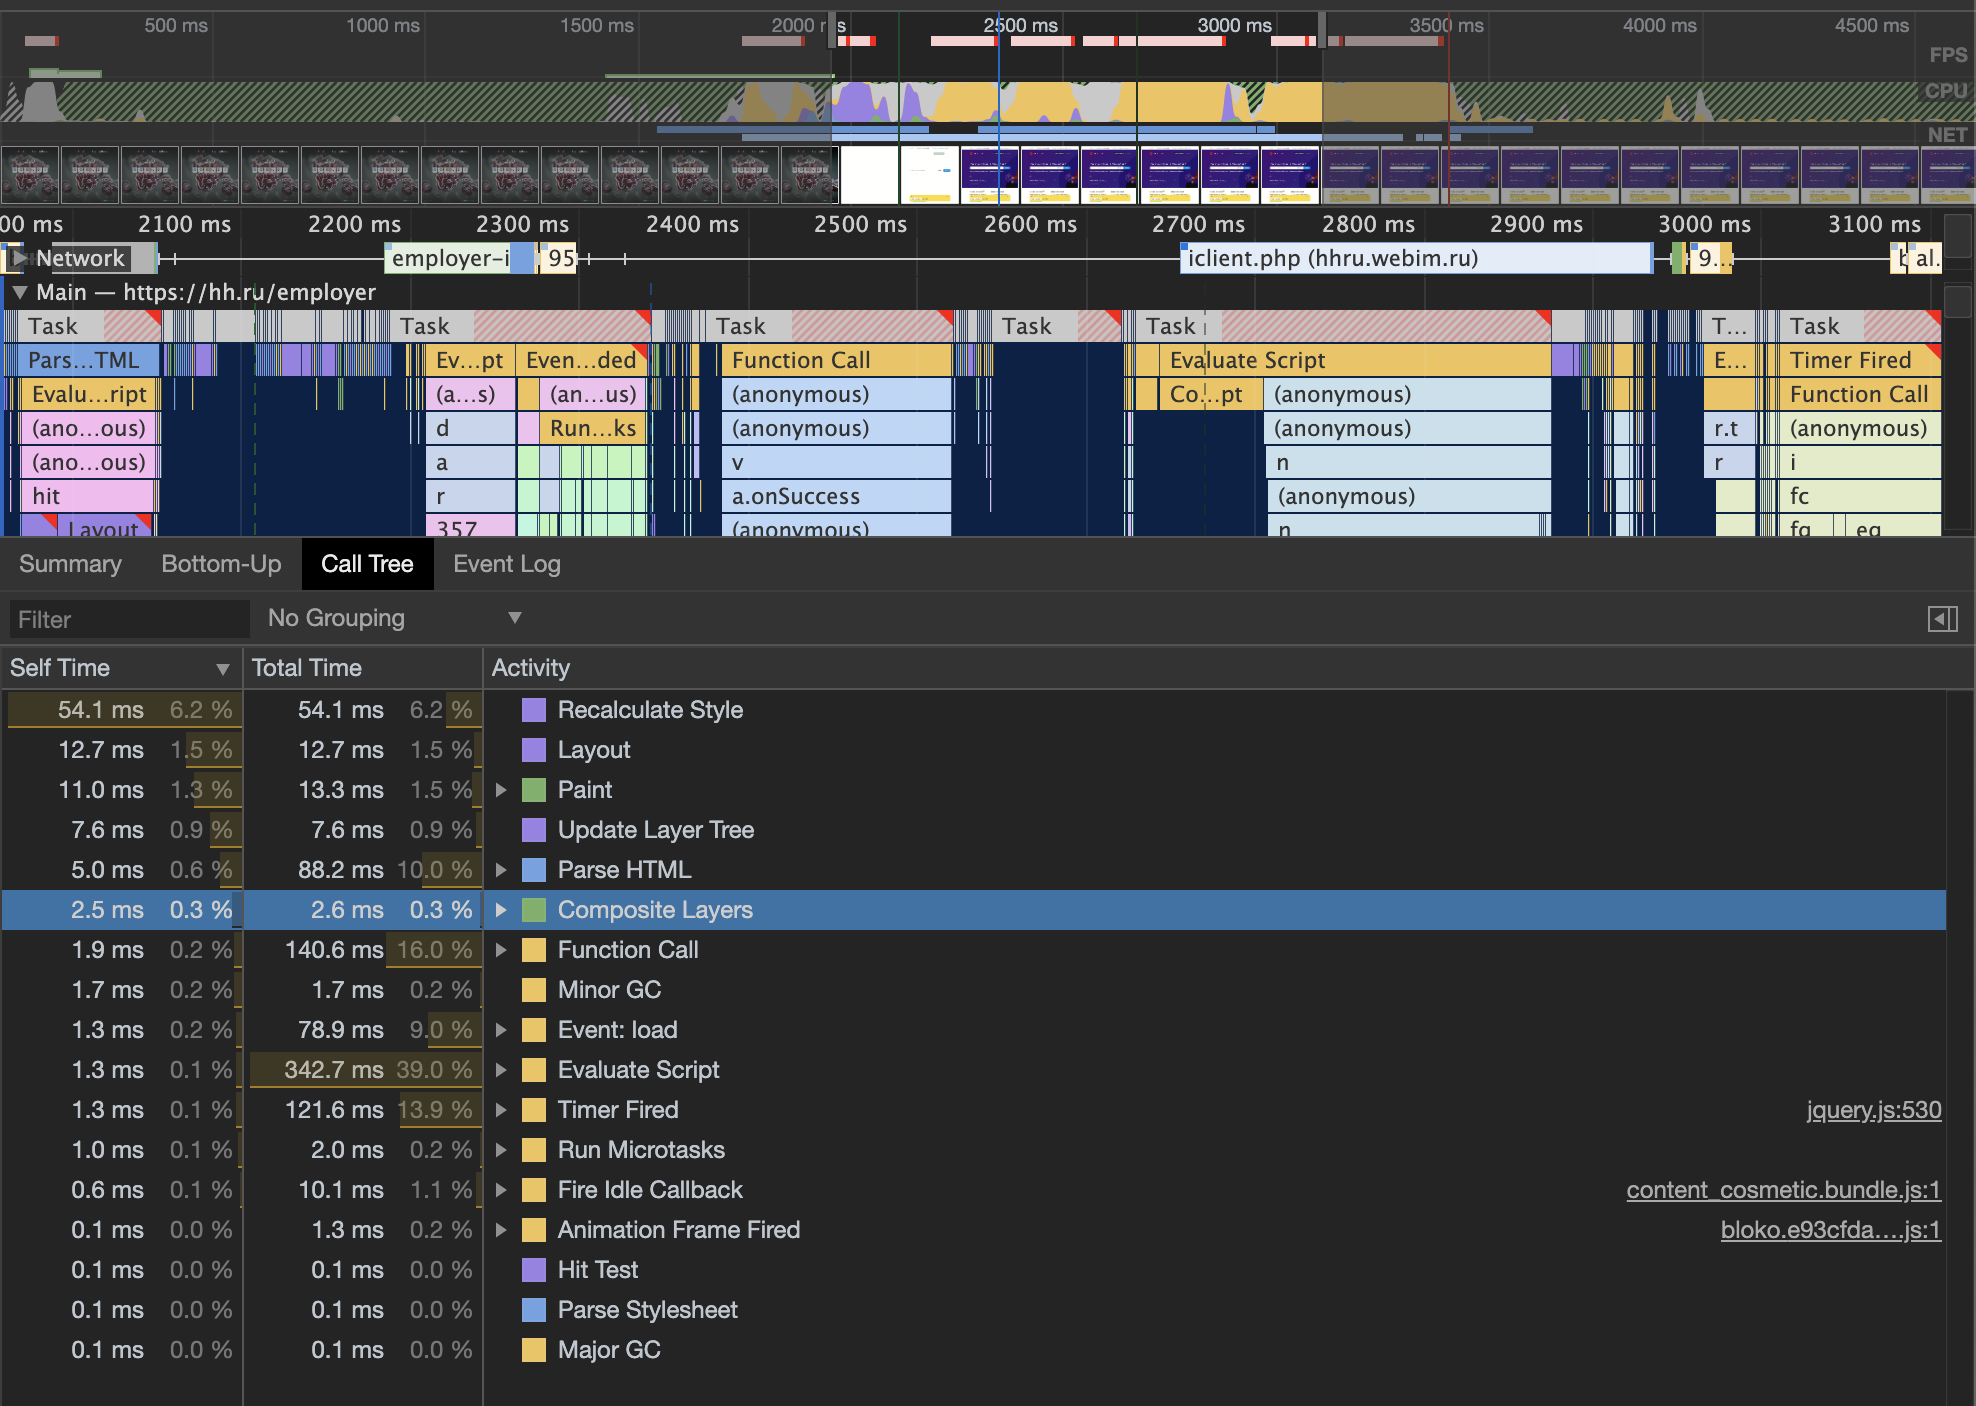 500 ms 1000 ms 1500 ms 2000 ms 2500 ms 3000 ms 3500 ms 4000 ms 4500 ms
FPS
CPU
NET
00 ms 2100 ms 2200 ms 2300 ms 2400 ms 2500 ms 2600 ms 2700 ms 2800 ms 2900 ms 3000 ms 3100 ms
Network employer-i 95 iclient.php (hhru.webim.ru) 9... al.
Main — https://hh.ru/employer
Task Task Task Task Task T... Task
Pars...TML Ev...pt Even...ded Function Call Evaluate Script E... Timer Fired
Evalu...ript (a...s) (an...us) (anonymous) Co...pt (anonymous) Function Call
(ano...ous) d Run...ks (anonymous) (anonymous) r.t (anonymous)
(ano...ous) a v n r i
hit r a.onSuccess (anonymous) fc
Layout 357 (anonymous) n fg eg
Summary Bottom-Up Call Tree Event Log
Filter No Grouping ▼
Self Time ▼ Total Time Activity
54.1 ms 6.2 % 54.1 ms 6.2 % Recalculate Style
12.7 ms 1.5 % 12.7 ms 1.5 % Layout
11.0 ms 1.3 % 13.3 ms 1.5 % Paint
7.6 ms 0.9 % 7.6 ms 0.9 % Update Layer Tree
5.0 ms 0.6 % 88.2 ms 10.0 % Parse HTML
2.5 ms 0.3 % 2.6 ms 0.3 % Composite Layers
1.9 ms 0.2 % 140.6 ms 16.0 % Function Call
1.7 ms 0.2 % 1.7 ms 0.2 % Minor GC
1.3 ms 0.2 % 78.9 ms 9.0 % Event: load
1.3 ms 0.1 % 342.7 ms 39.0 % Evaluate Script
1.3 ms 0.1 % 121.6 ms 13.9 % Timer Fired jquery.js:530
1.0 ms 0.1 % 2.0 ms 0.2 % Run Microtasks
0.6 ms 0.1 % 10.1 ms 1.1 % Fire Idle Callback content_cosmetic.bundle.js:1
0.1 ms 0.0 % 1.3 ms 0.2 % Animation Frame Fired bloko.e93cfda....js:1
0.1 ms 0.0 % 0.1 ms 0.0 % Hit Test
0.1 ms 0.0 % 0.1 ms 0.0 % Parse Stylesheet
0.1 ms 0.0 % 0.1 ms 0.0 % Major GC